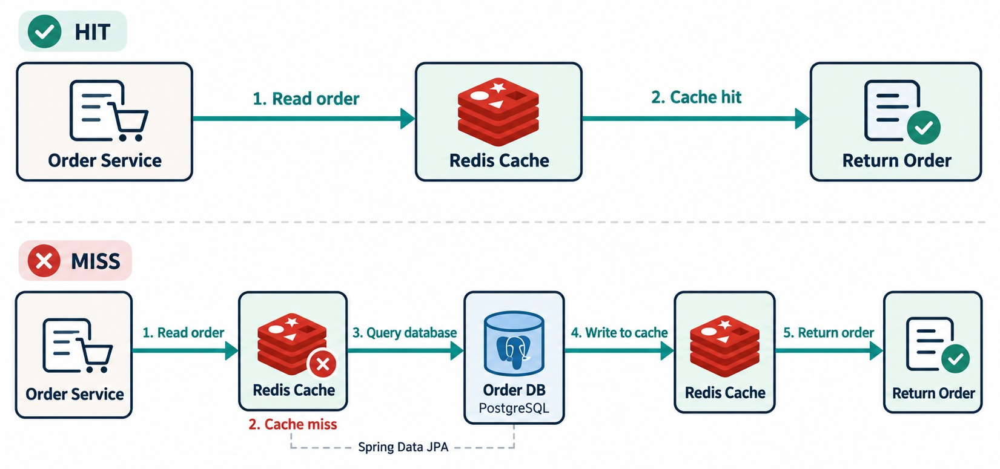 HIT
1. Read order
2. Cache hit
Order Service
Redis Cache
Return Order
MISS
1. Read order
3. Query database
4. Write to cache
5. Return order
Order Service
Redis Cache
Order DB
PostgreSQL
Redis Cache
Return Order
2. Cache miss
Spring Data JPA